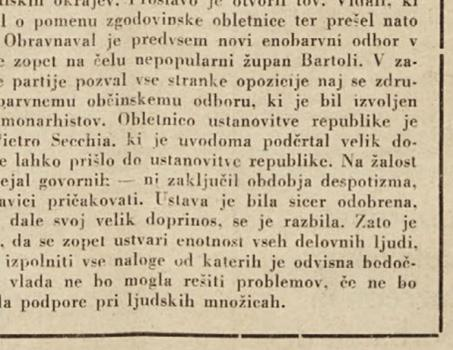 okrajev. Proslavo je otvoril tov. Vidali, ki
l o pomenu zgodovinske obletnice ter prešel nato
Obravnaval je predvsem novi enobarvni odbor v
e zopet na čelu nepopularni župan Bartoli. V za-
e partije pozval vse stranke opozicije naj se zdru-
barvnemu občinskemu odboru, ki je bil izvoljen
monarhistov. Obletnico ustanovitve republike je
Pietro Secchia. ki je uvodoma podčrtal velik do-
e lahko prišlo do ustanovitve republike. Na žalost
ejal govornik — ni zaključil obdobja despotizma,
avici pričakovati. Ustava je bila sicer odobrena,
dale svoj velik doprinos, se je razbila. Zato je
, da se zopet ustvari enotnost vseh delovnih ljudi,
izpolniti vse naloge od katerih je odvisna bodoč-
vlada ne bo mogla rešiti problemov, če ne bo
la podpore pri ljudskih množicah.